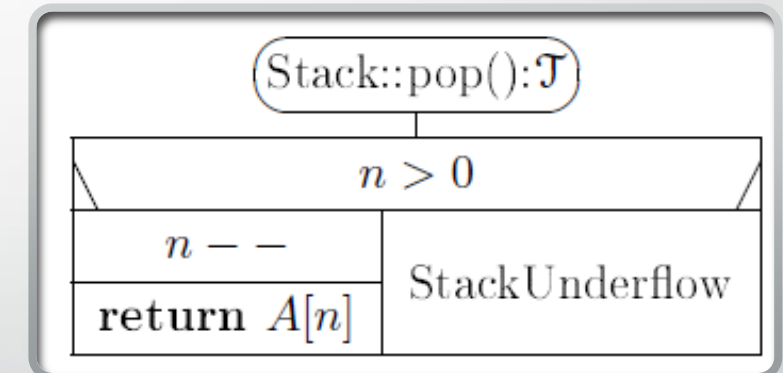 Stack::pop():𝔗
n > 0
n − −
return A[n]
StackUnderflow